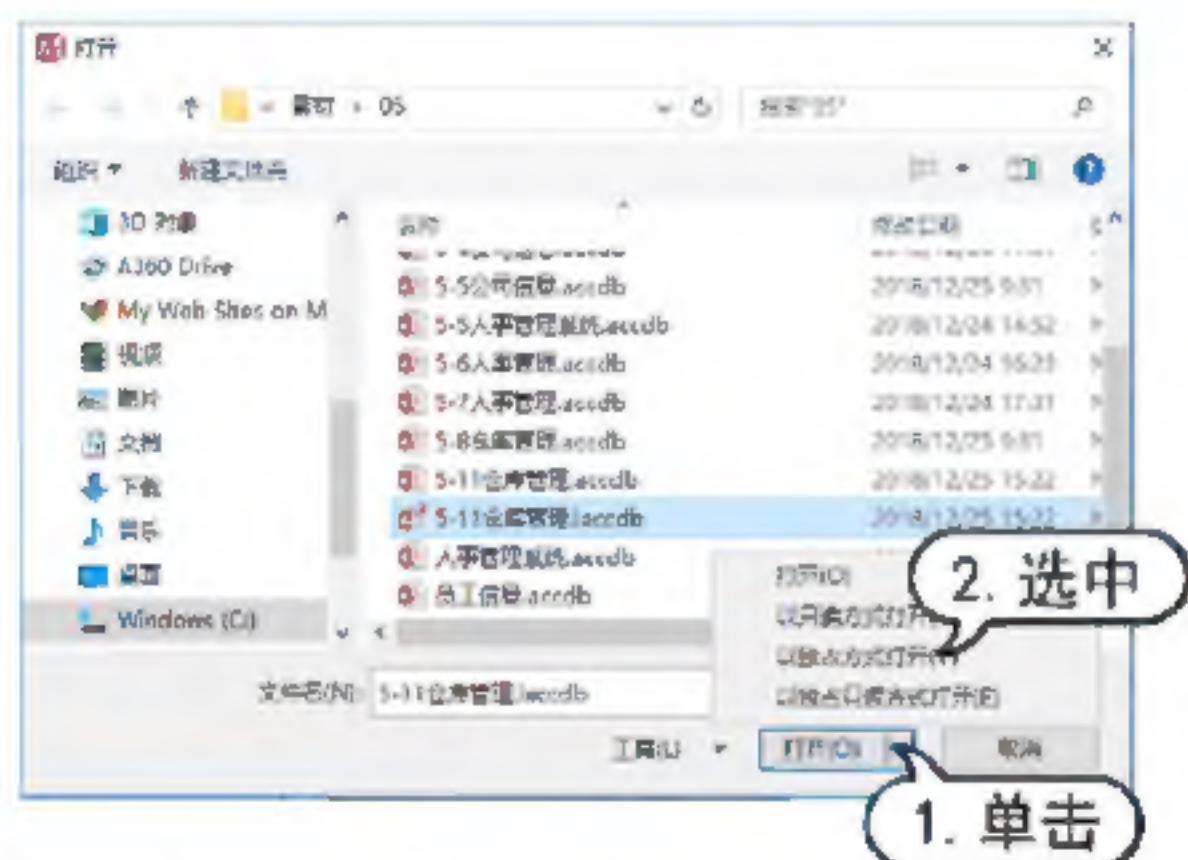 打开
素材 › 05
搜索"05"
组织 新建文件夹
3D 对象
A360 Drive
My Web Sites on M
视频
图片
文档
下载
音乐
桌面
Windows (C:)
名称 修改日期
5-5公司信息.accdb 2018/12/25 9:31
5-5人事管理系统.accdb 2018/12/24 14:52
5-6人事管理.accdb 2018/12/24 16:23
5-7人事管理.accdb 2018/12/24 17:31
5-8仓库管理.accdb 2018/12/25 9:31
5-11仓库管理.accdb 2018/12/25 15:22
5-11仓库管理.laccdb 2018/12/25 15:22
人事管理系统.accdb
员工信息.accdb
打开(O)
以只读方式打开
以独占方式打开(V)
以独占只读方式打开(E)
2. 选中
文件名(N): 5-11仓库管理.laccdb
工具(L) 打开(O) 取消
1. 单击